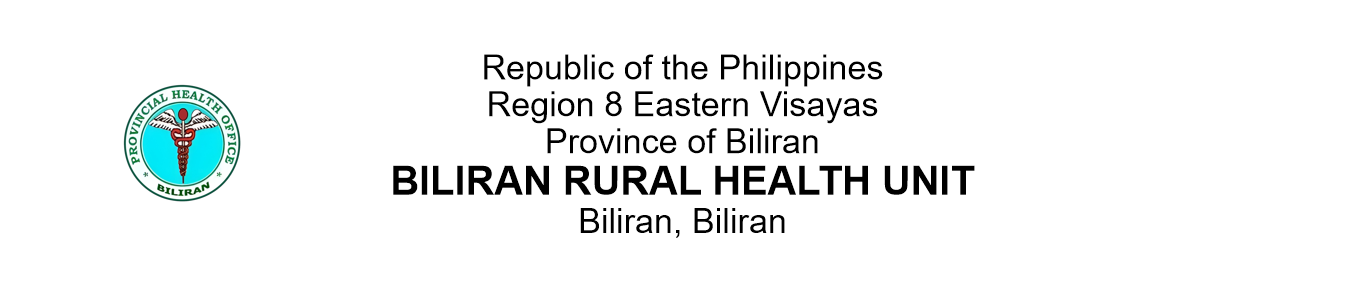 PROVINCIAL HEALTH OFFICE
* BILIRAN *
Republic of the Philippines
Region 8 Eastern Visayas
Province of Biliran
BILIRAN RURAL HEALTH UNIT
Biliran, Biliran